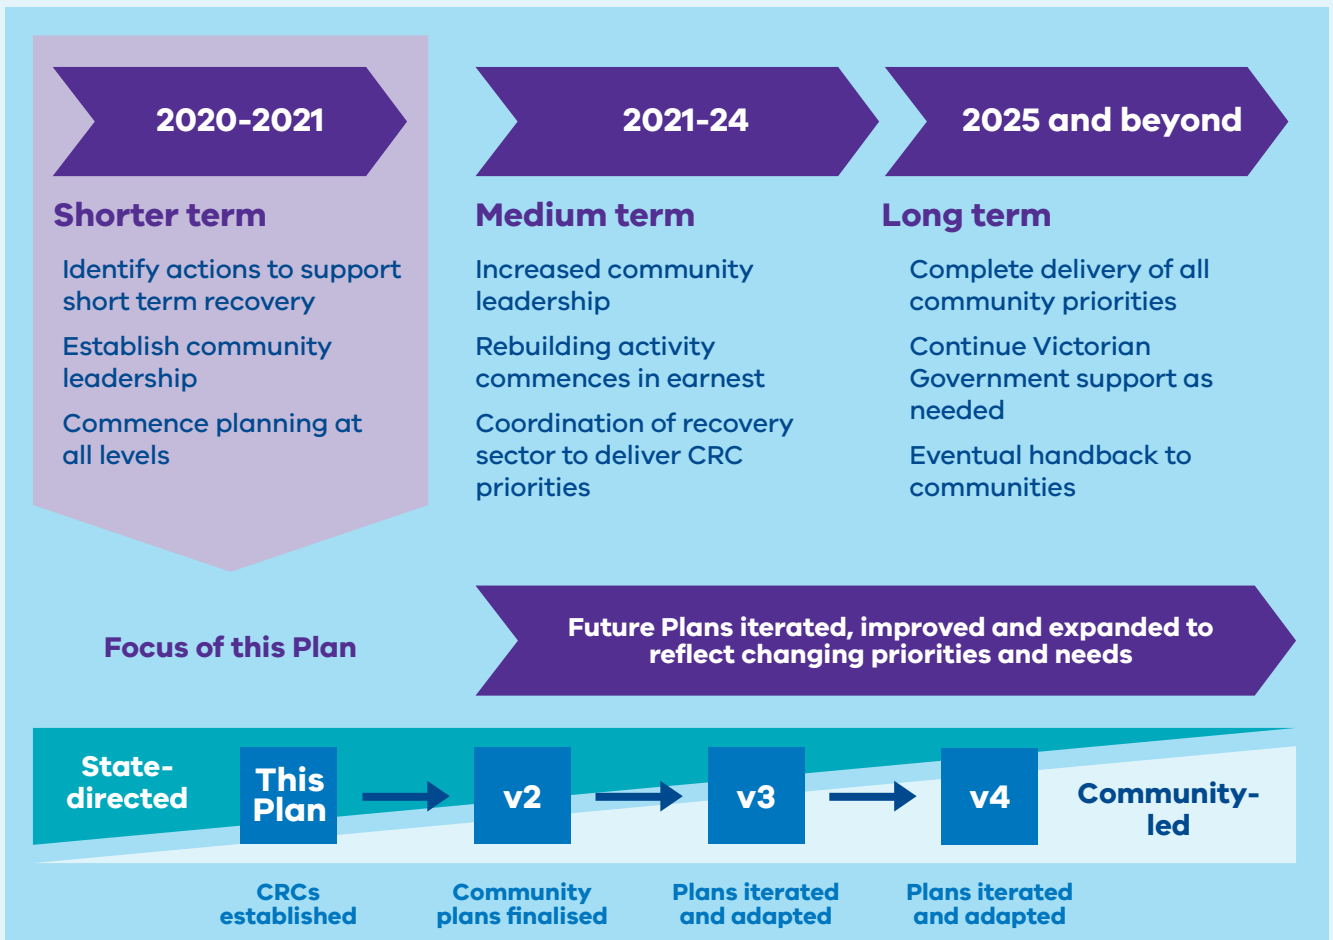 2020-2021
Shorter term
Identify actions to support
short term recovery
Establish community
leadership
Commence planning at
all levels
2021-24
Medium term
Increased community
leadership
Rebuilding activity
commences in earnest
Coordination of recovery
sector to deliver CRC
priorities
2025 and beyond
Long term
Complete delivery of all
community priorities
Continue Victorian
Government support as
needed
Eventual handback to
communities
Focus of this Plan
Future Plans iterated, improved and expanded to
reflect changing priorities and needs
State-
directed
This
Plan
v2
v3
v4
Community-
led
CRCs
established
Community
plans finalised
Plans iterated
and adapted
Plans iterated
and adapted